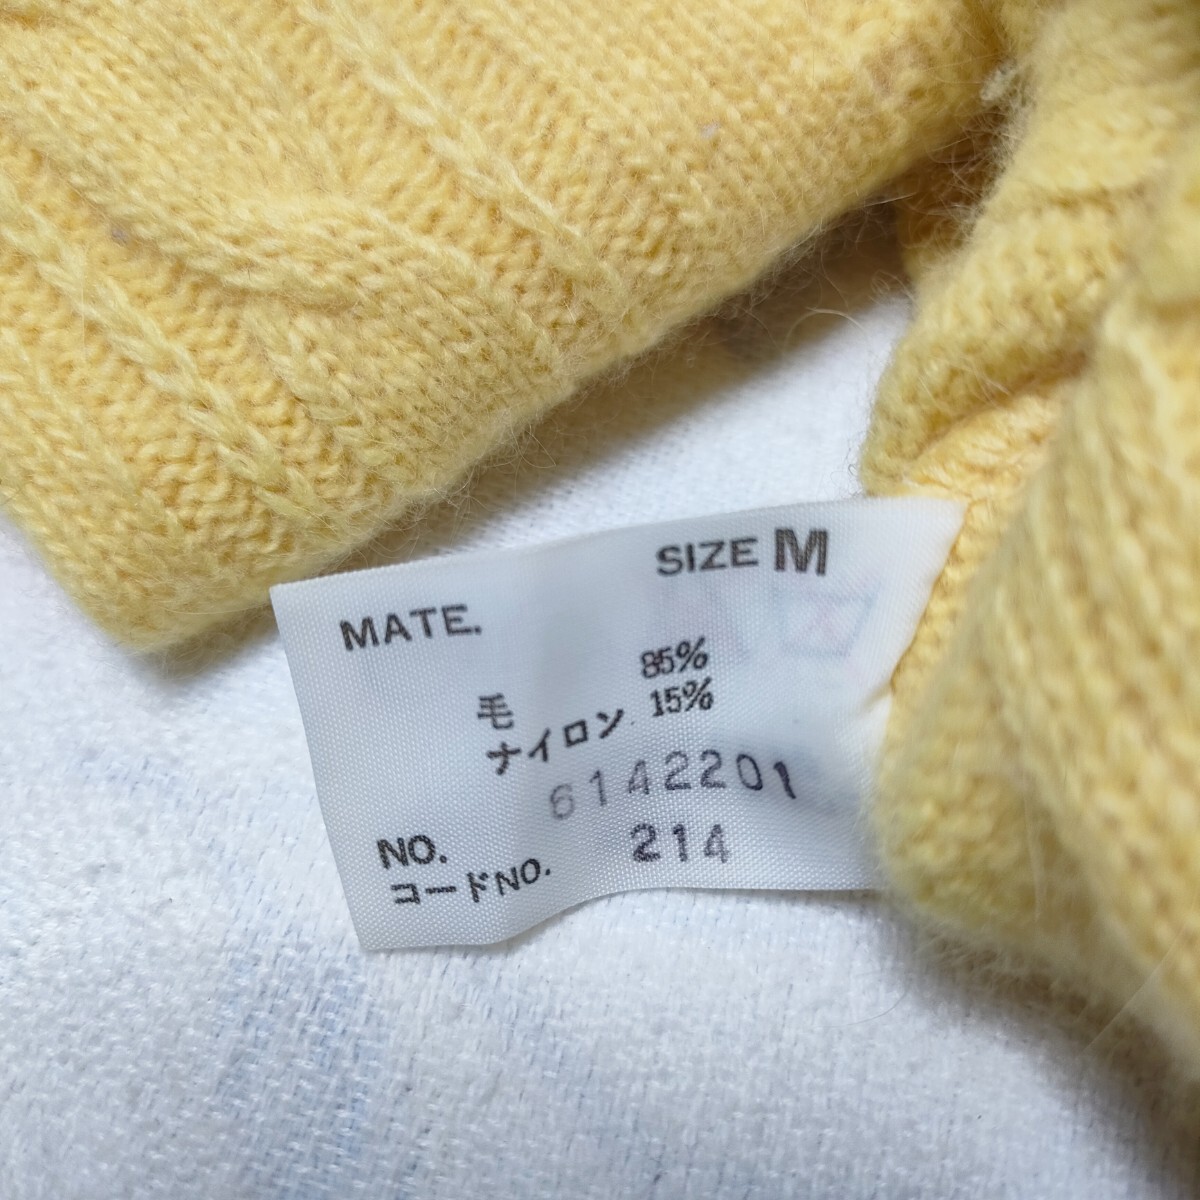 SIZE M
MATE.
毛 85%
ナイロン 15%
6142201
NO.
コードNO. 214